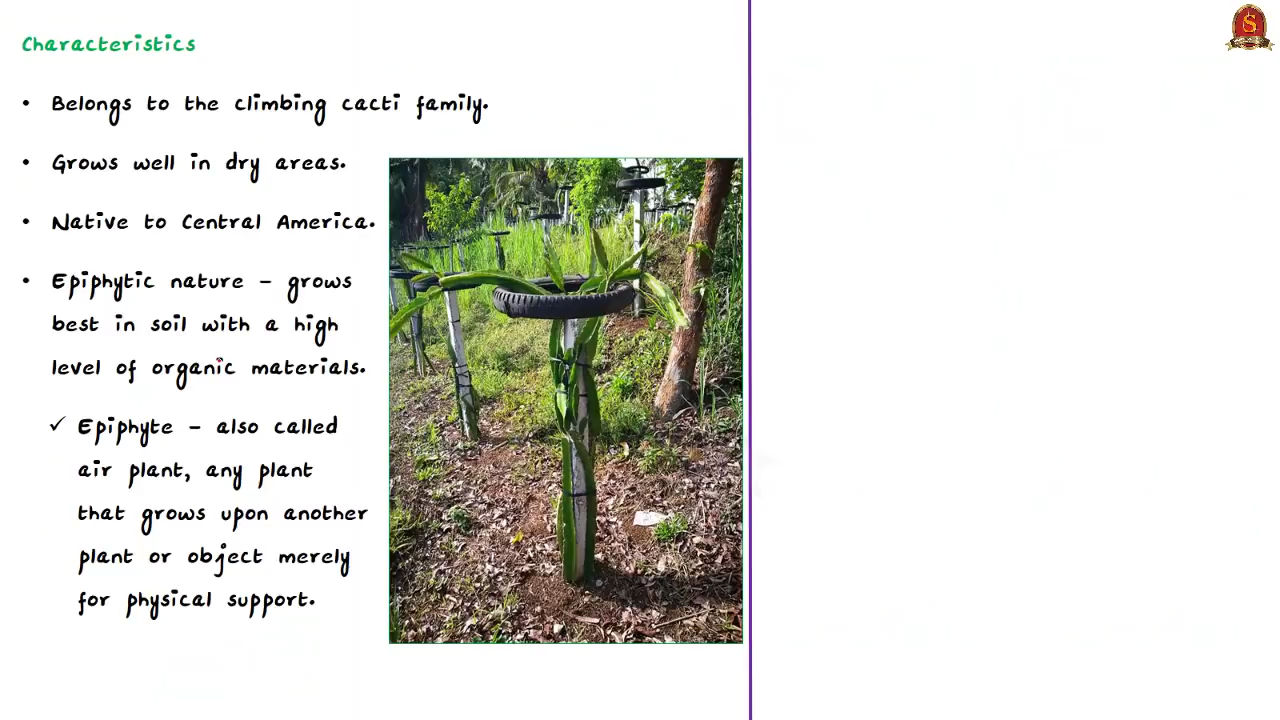 Characteristics
• Belongs to the climbing cacti family.
• Grows well in dry areas.
• Native to Central America.
• Epiphytic nature – grows
best in soil with a high
level of organic materials.
✓ Epiphyte – also called
air plant, any plant
that grows upon another
plant or object merely
for physical support.
S